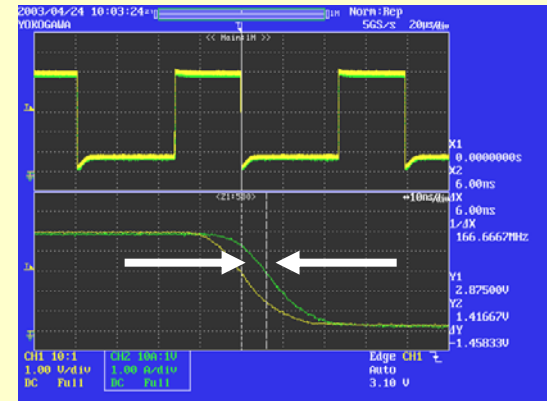 2003/04/24 10:03:24
Norm:Rep
YOKOGAWA
5GS/s 20µs/div
<< Main:1M >>
X1
0.0000000s
X2
6.00ns
<Z1:500>
10ns/div
ΔX
6.00ns
1/ΔX
166.6667MHz
Y1
2.87500V
Y2
1.41667V
ΔY
-1.45833V
CH1 10:1
1.00 V/div
DC Full
CH2 10A:1V
1.00 A/div
DC Full
Edge CH1
Auto
3.10 V